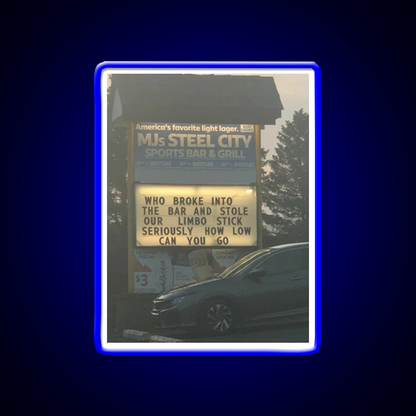 America's favorite light lager.
MJs STEEL CITY
SPORTS BAR & GRILL
WHO BROKE INTO
THE BAR AND STOLE
OUR LIMBO STICK
SERIOUSLY HOW LOW
CAN YOU GO
$3